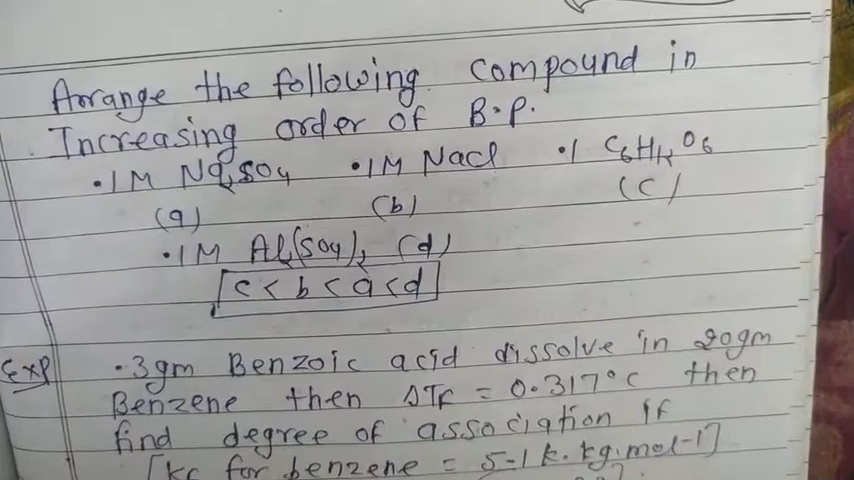 Arrange the following compound in
Increasing order of B.P.
.1M Na2SO4 .1M Nacl .1 C6H12O6
(a) (b) (c)
.1M Al2(SO4)3 (d)
c < b < a < d
Exp .3gm Benzoic acid dissolve in 20gm
Benzene then ΔTf = 0.317°C then
find degree of association if
[kc for benzene = 5-1 k.kg.mol-1]